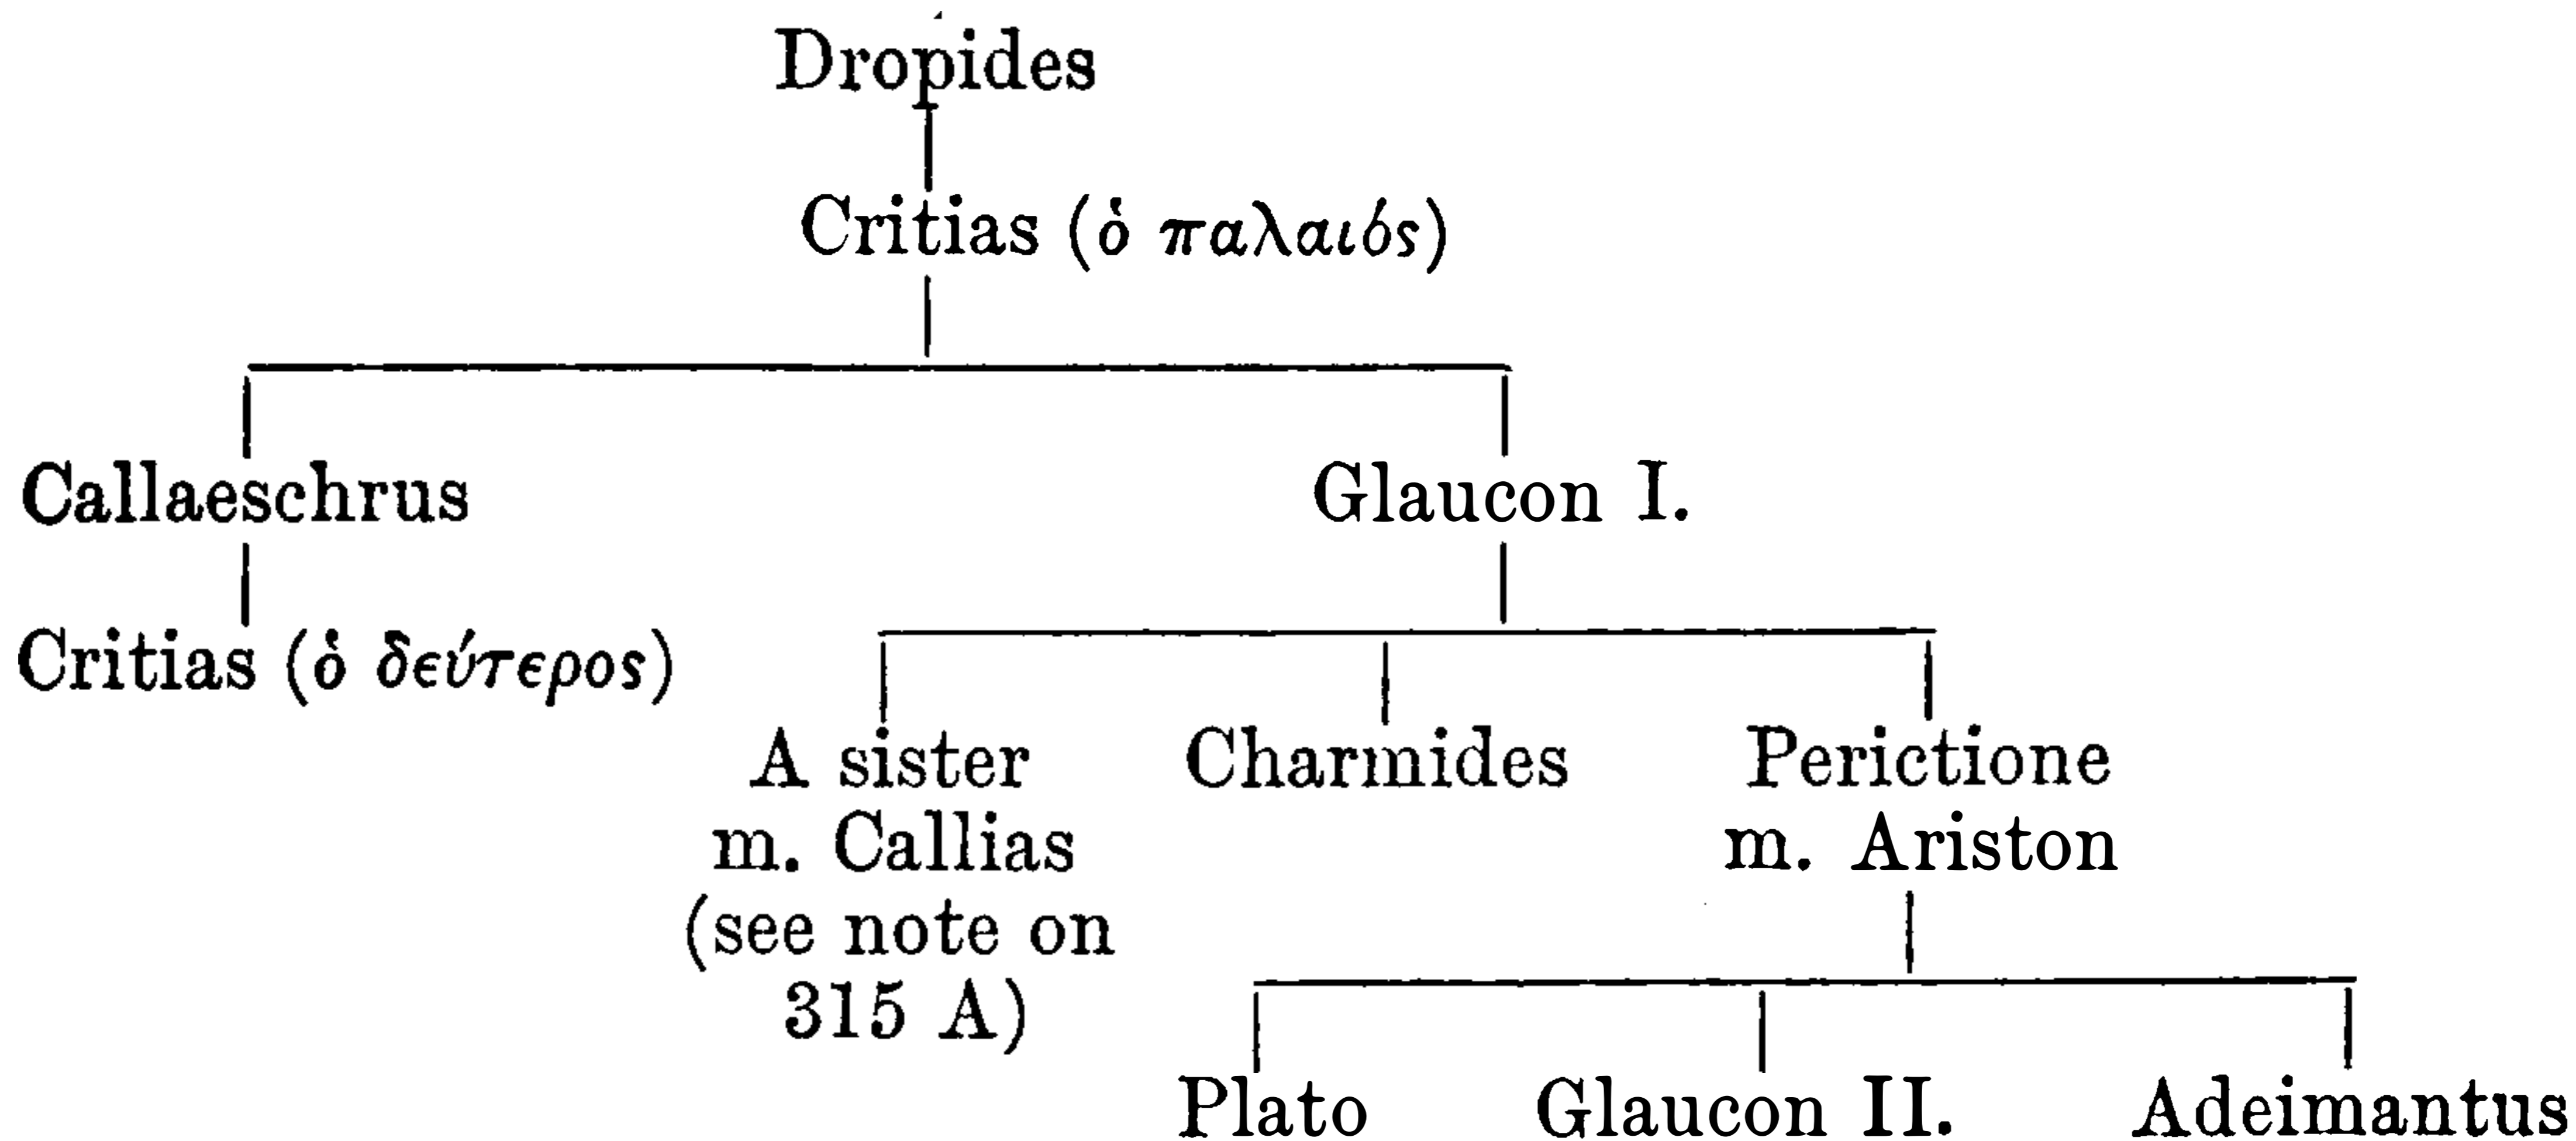 Dropides
Critias (ὁ παλαιός)
Callaeschrus Glaucon I.
Critias (ὁ δεύτερος)
A sister Charmides Perictione
m. Callias m. Ariston
(see note on
315 A)
Plato Glaucon II. Adeimantus